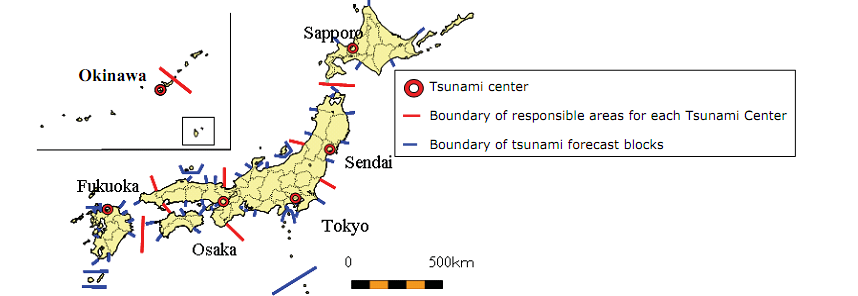 Sapporo
Okinawa
Tsunami center
Boundary of responsible areas for each Tsunami Center
Boundary of tsunami forecast blocks
Sendai
Fukuoka
Tokyo
Osaka
0 500km